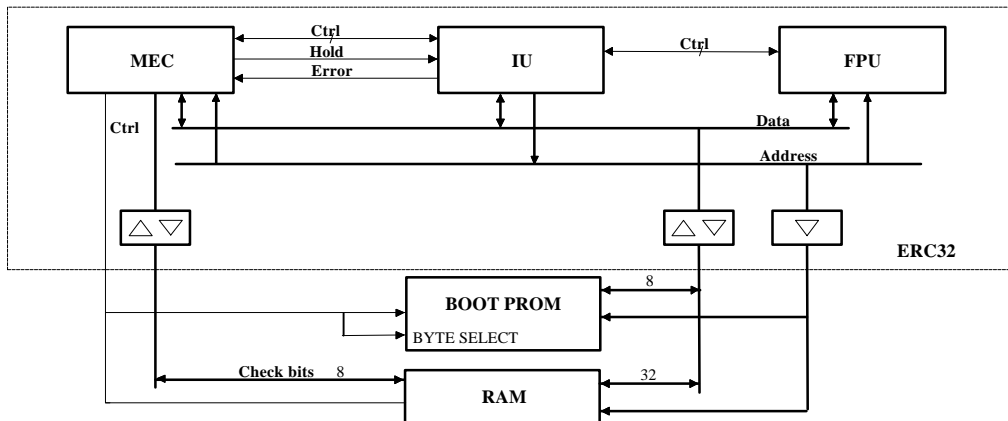 Ctrl
MEC
Hold
IU
Ctrl
FPU
Error
Ctrl
Data
Address
ERC32
8
BOOT PROM
BYTE SELECT
Check bits 8
32
RAM